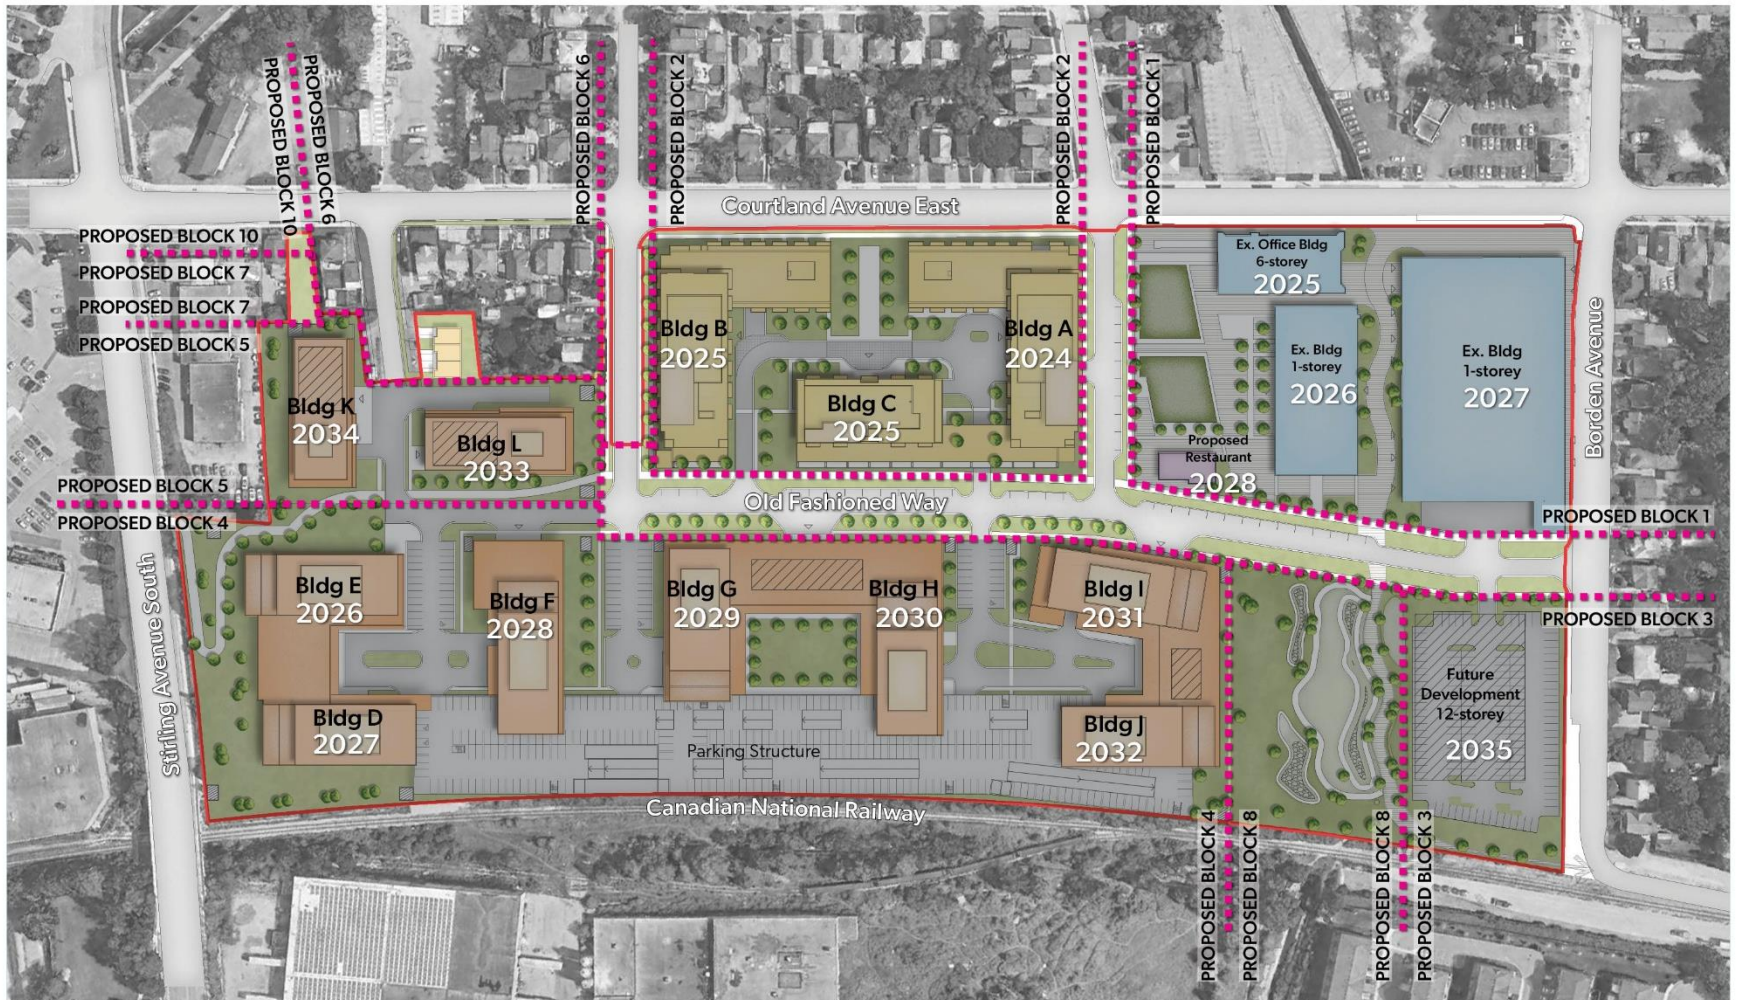 PROPOSED BLOCK 10
PROPOSED BLOCK 6
PROPOSED BLOCK 6
PROPOSED BLOCK 2
PROPOSED BLOCK 2
PROPOSED BLOCK 1
Courtland Avenue East
PROPOSED BLOCK 10
PROPOSED BLOCK 7
PROPOSED BLOCK 7
PROPOSED BLOCK 5
Ex. Office Bldg
6-storey
2025
Bldg B
2025
Bldg A
2024
Bldg C
2025
Ex. Bldg
1-storey
2026
Ex. Bldg
1-storey
2027
Borden Avenue
Bldg K
2034
Bldg L
2033
Proposed
Restaurant
2028
PROPOSED BLOCK 5
PROPOSED BLOCK 4
Old Fashioned Way
PROPOSED BLOCK 1
PROPOSED BLOCK 3
Stirling Avenue South
Bldg E
2026
Bldg F
2028
Bldg G
2029
Bldg H
2030
Bldg I
2031
Bldg D
2027
Bldg J
2032
Parking Structure
Future
Development
12-storey
2035
Canadian National Railway
PROPOSED BLOCK 4
PROPOSED BLOCK 8
PROPOSED BLOCK 8
PROPOSED BLOCK 3